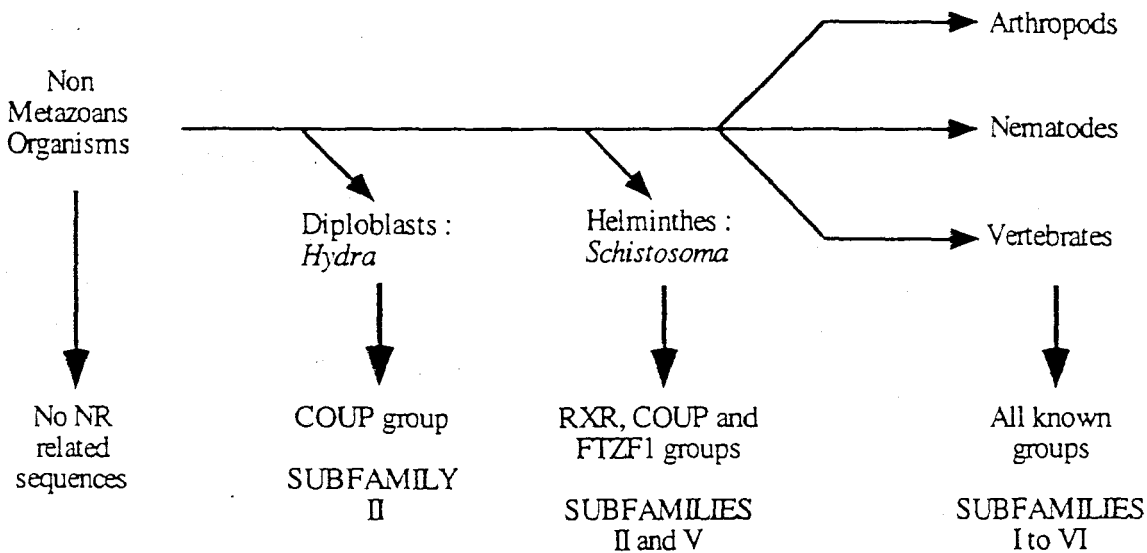 Arthropods
Non
Metazoans
Organisms
Nematodes
Diploblasts :
Hydra
Helminthes :
Schistosoma
Vertebrates
No NR
related
sequences
COUP group
SUBFAMILY
II
RXR, COUP and
FTZF1 groups
SUBFAMILIES
II and V
All known
groups
SUBFAMILIES
I to VI